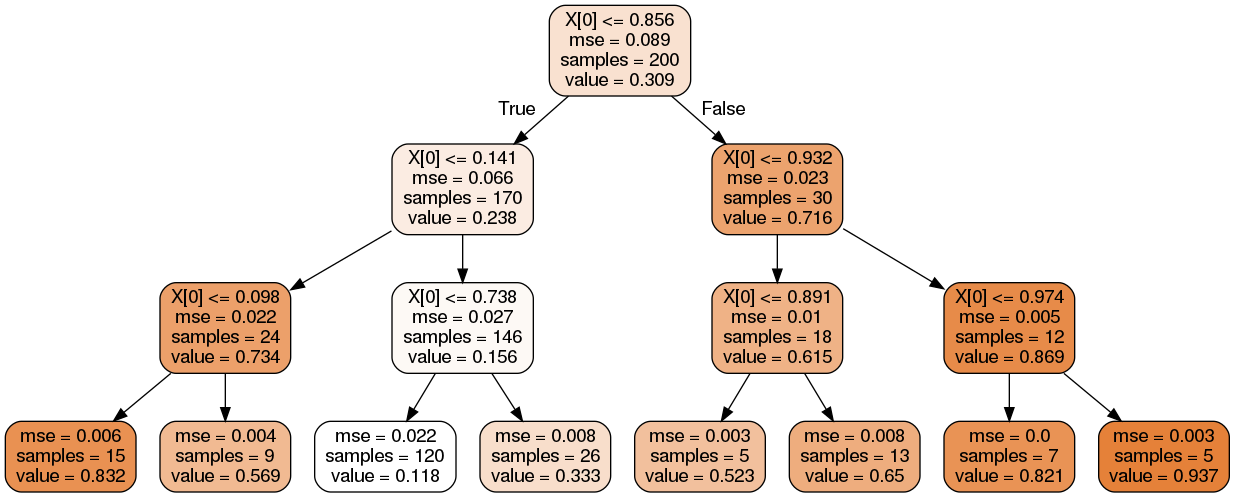 X[0] <= 0.856
mse = 0.089
samples = 200
value = 0.309
True
False
X[0] <= 0.141
mse = 0.066
samples = 170
value = 0.238
X[0] <= 0.932
mse = 0.023
samples = 30
value = 0.716
X[0] <= 0.098
mse = 0.022
samples = 24
value = 0.734
X[0] <= 0.738
mse = 0.027
samples = 146
value = 0.156
X[0] <= 0.891
mse = 0.01
samples = 18
value = 0.615
X[0] <= 0.974
mse = 0.005
samples = 12
value = 0.869
mse = 0.006
samples = 15
value = 0.832
mse = 0.004
samples = 9
value = 0.569
mse = 0.022
samples = 120
value = 0.118
mse = 0.008
samples = 26
value = 0.333
mse = 0.003
samples = 5
value = 0.523
mse = 0.008
samples = 13
value = 0.65
mse = 0.0
samples = 7
value = 0.821
mse = 0.003
samples = 5
value = 0.937